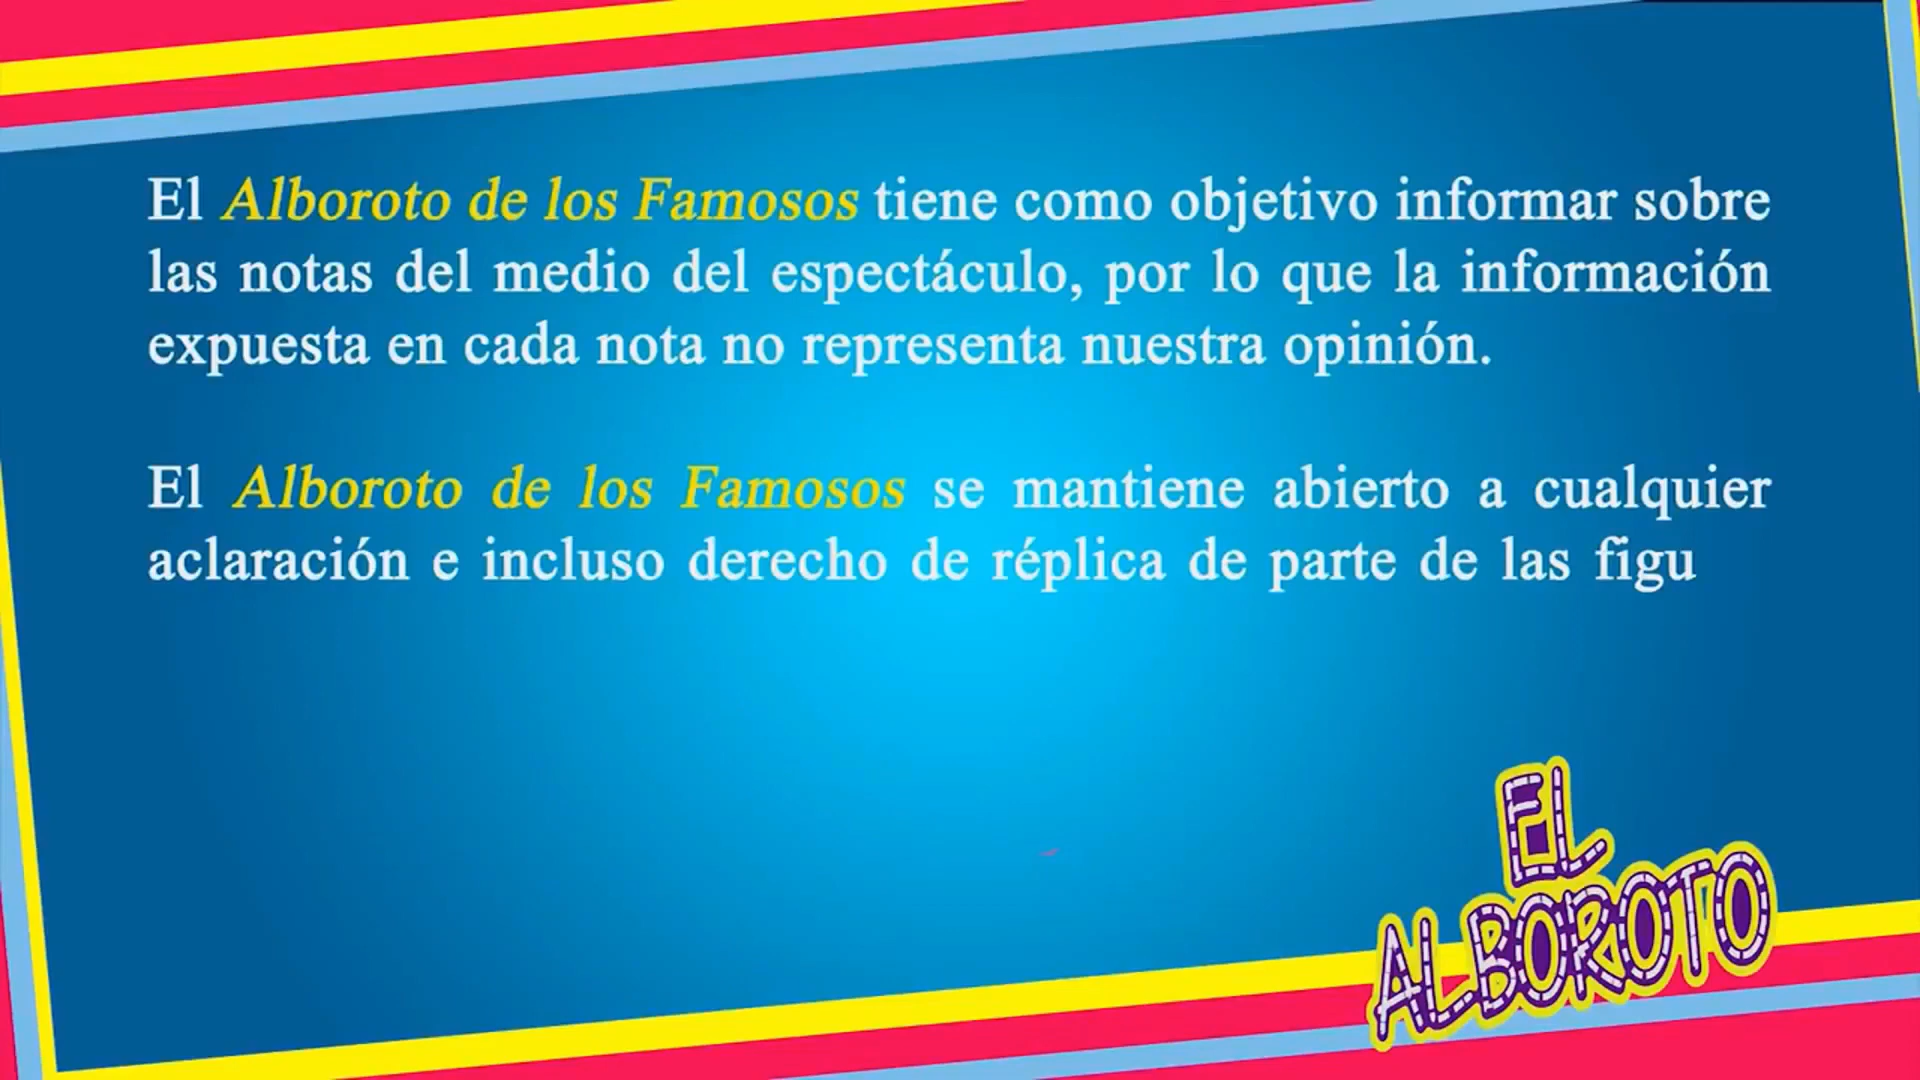 El Alboroto de los Famosos tiene como objetivo informar sobre
las notas del medio del espectáculo, por lo que la información
expuesta en cada nota no representa nuestra opinión.
El Alboroto de los Famosos se mantiene abierto a cualquier
aclaración e incluso derecho de réplica de parte de las figu
EL
ALBOROTO